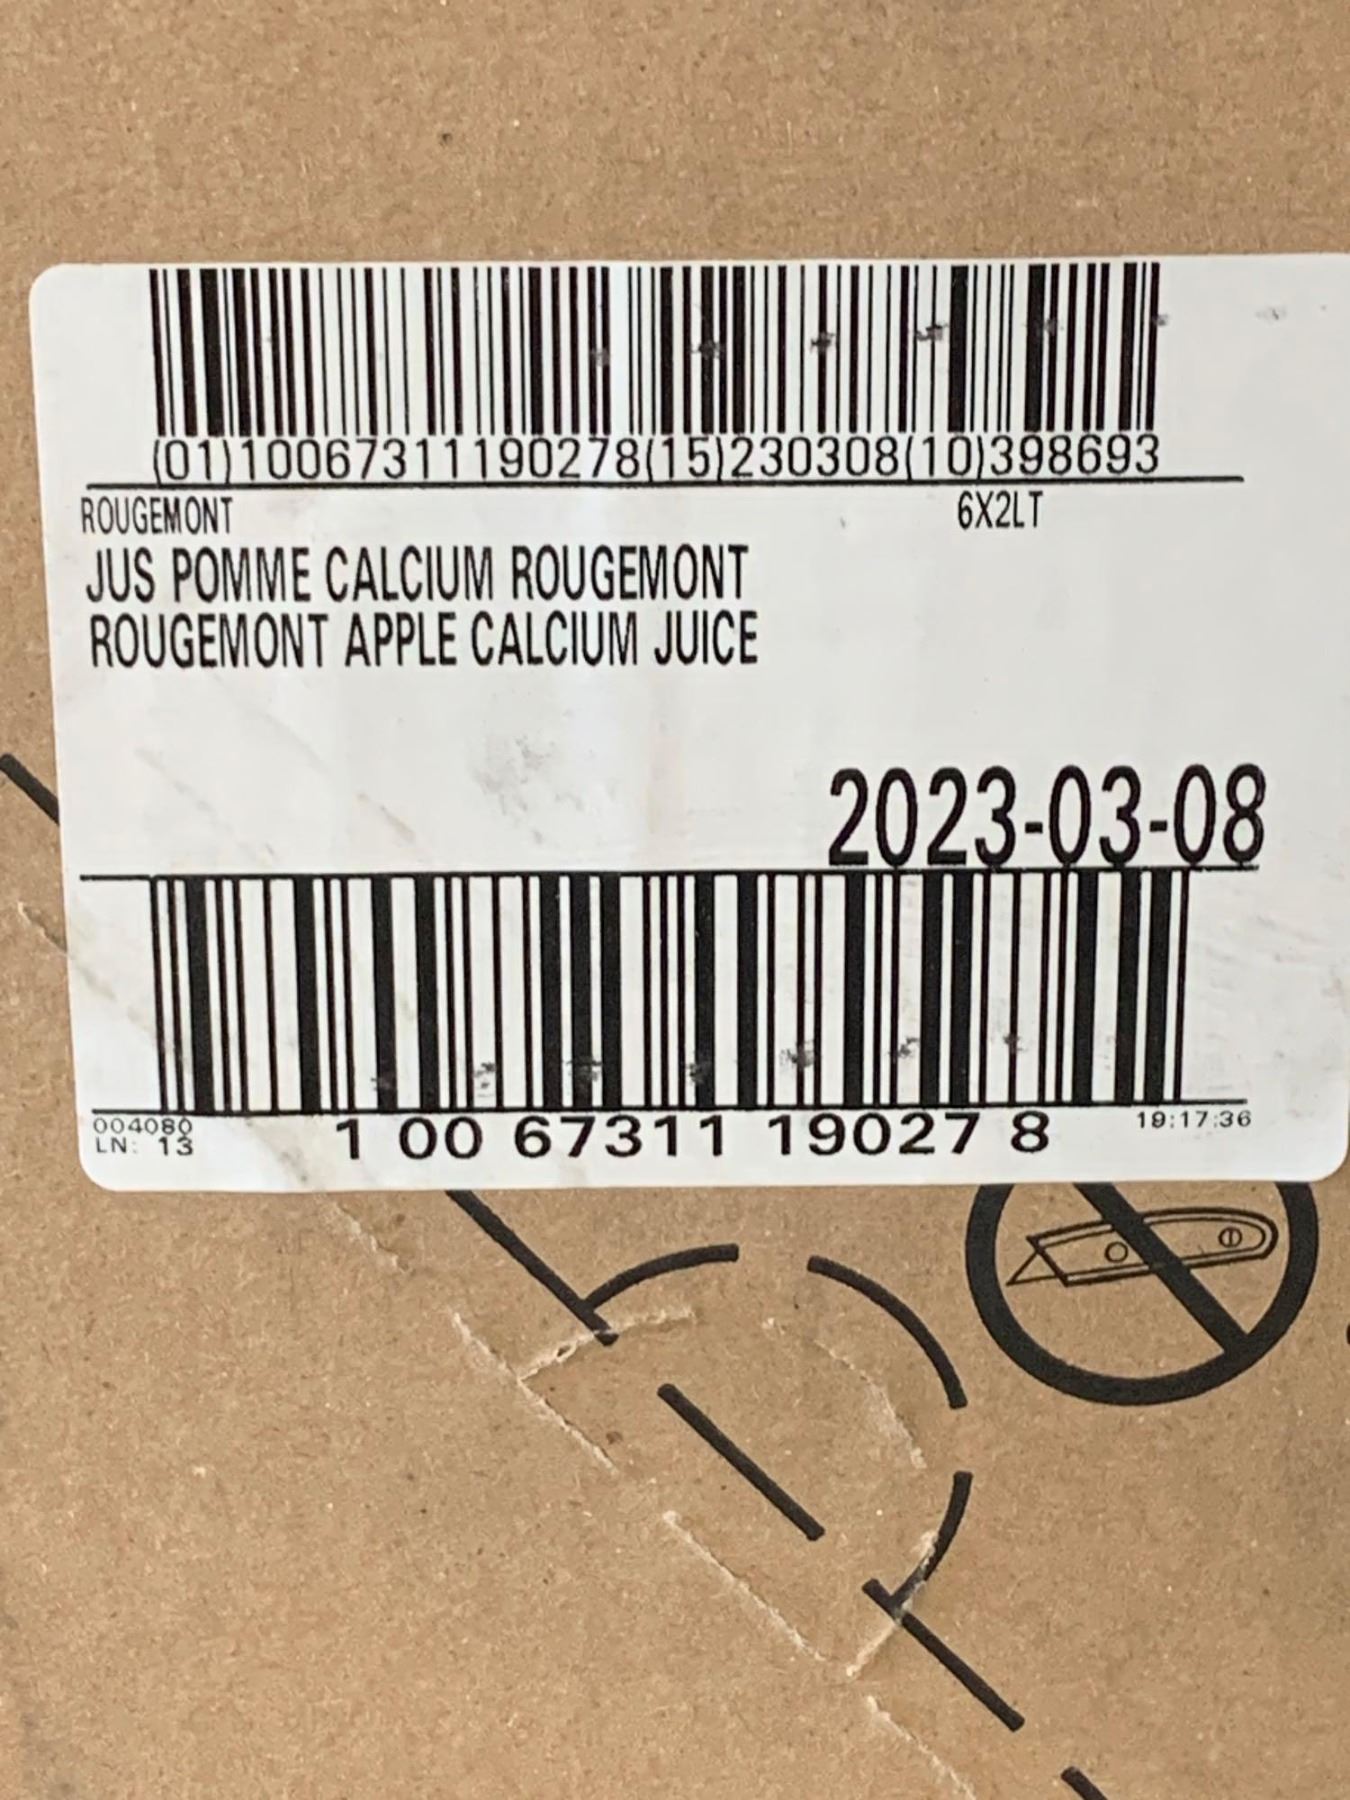 (01)10067311190278(15)230308(10)398693
ROUGEMONT 6X2LT
JUS POMME CALCIUM ROUGEMONT
ROUGEMONT APPLE CALCIUM JUICE
2023-03-08
004080
LN: 13
1 00 67311 19027 8
19:17:36